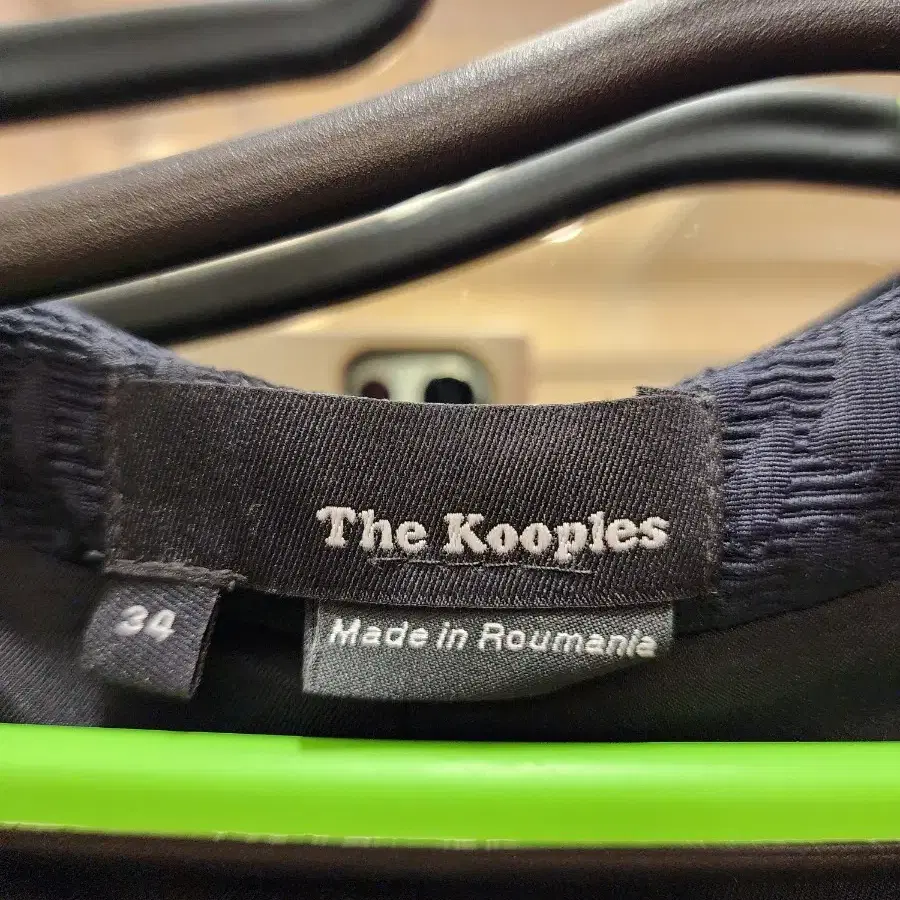 The Kooples
34
Made in Roumania